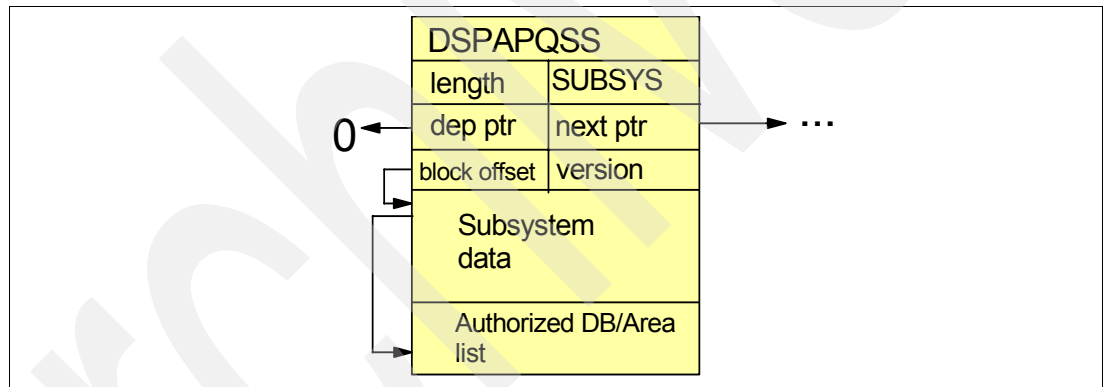 DSPAPQSS
length SUBSYS
0 dep ptr next ptr ...
block offset version
Subsystem
data
Authorized DB/Area
list